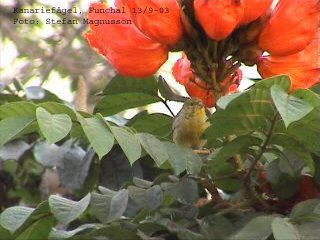 Kanariefågel, Funchal 13/9-03
Foto: Stefan Magnusson